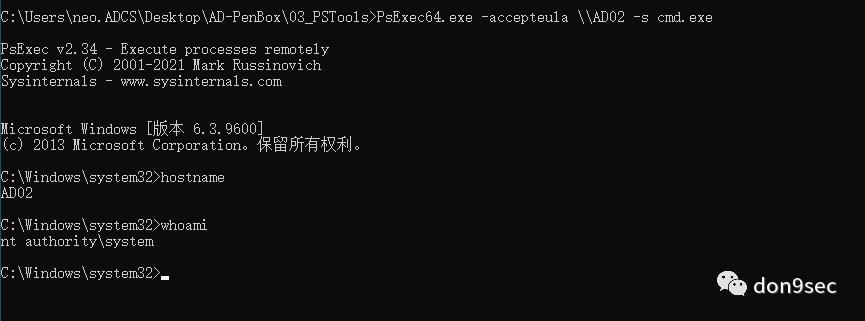 C:\Users\neo.ADCS\Desktop\AD-PenBox\03_PSTools>PsExec64.exe -accepteula \\AD02 -s cmd.exe
PsExec v2.34 - Execute processes remotely
Copyright (C) 2001-2021 Mark Russinovich
Sysinternals - www.sysinternals.com
Microsoft Windows [版本 6.3.9600]
(c) 2013 Microsoft Corporation。保留所有权利。
C:\Windows\system32>hostname
AD02
C:\Windows\system32>whoami
nt authority\system
C:\Windows\system32>
don9sec